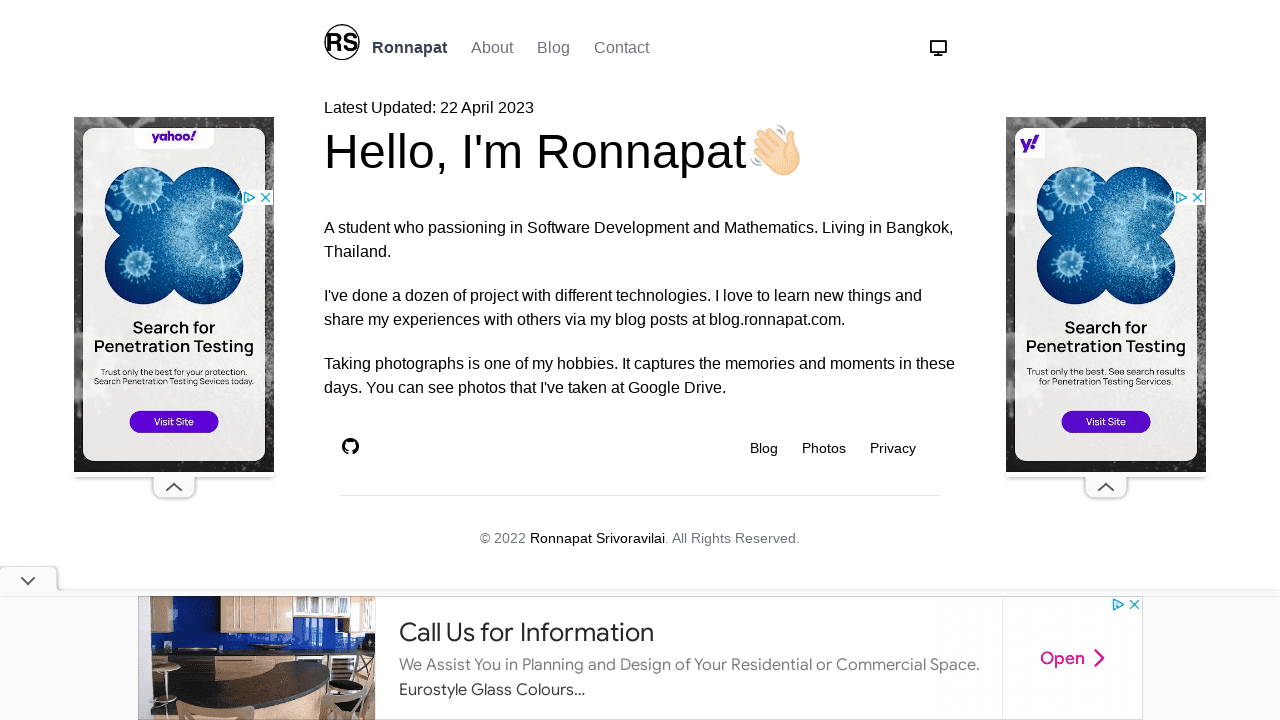 RS Ronnapat About Blog Contact
Latest Updated: 22 April 2023
Hello, I'm Ronnapat
A student who passioning in Software Development and Mathematics. Living in Bangkok,
Thailand.
I've done a dozen of project with different technologies. I love to learn new things and
share my experiences with others via my blog posts at blog.ronnapat.com.
Taking photographs is one of my hobbies. It captures the memories and moments in these
days. You can see photos that I've taken at Google Drive.
Blog Photos Privacy
© 2022 Ronnapat Srivoravilai. All Rights Reserved.
yahoo!
Search for
Penetration Testing
Trust only the best for your protection.
Search Penetration Testing Sevices today.
Visit Site
y!
Search for
Penetration Testing
Trust only the best. See search results
for Penetration Testing Services.
Visit Site
Call Us for Information
We Assist You in Planning and Design of Your Residential or Commercial Space.
Eurostyle Glass Colours...
Open